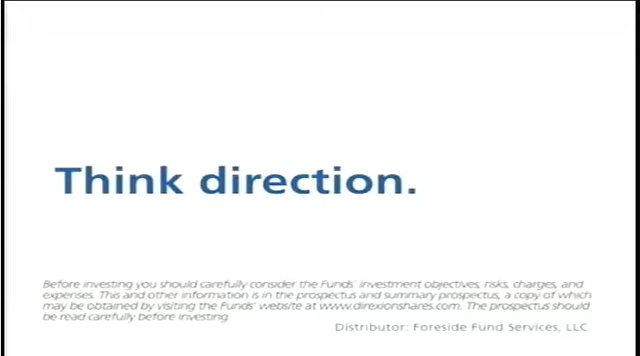 Think direction.
Before investing you should carefully consider the Funds' investment objectives, risks, charges, and
expenses. This and other information is in the prospectus and summary prospectus, a copy of which
may be obtained by visiting the Funds' website at www.direxionshares.com. The prospectus should
be read carefully before investing.
Distributor: Foreside Fund Services, LLC.